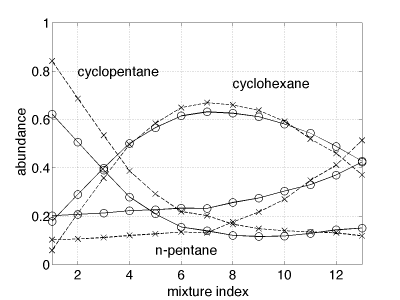 1
0.8
0.6
0.4
0.2
0
abundance
cyclopentane
cyclohexane
n-pentane
2 4 6 8 10 12
mixture index